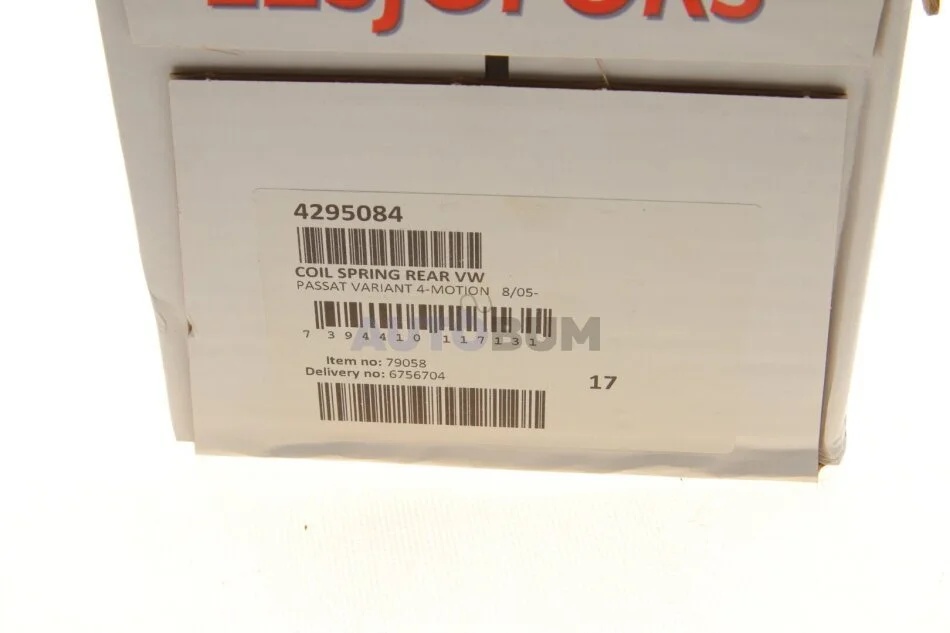 LESJÖFORS
4295084
COIL SPRING REAR VW
PASSAT VARIANT 4-MOTION 8/05-
AUTOBUM
7 394410 117131
Item no: 79058
Delivery no: 6756704
17